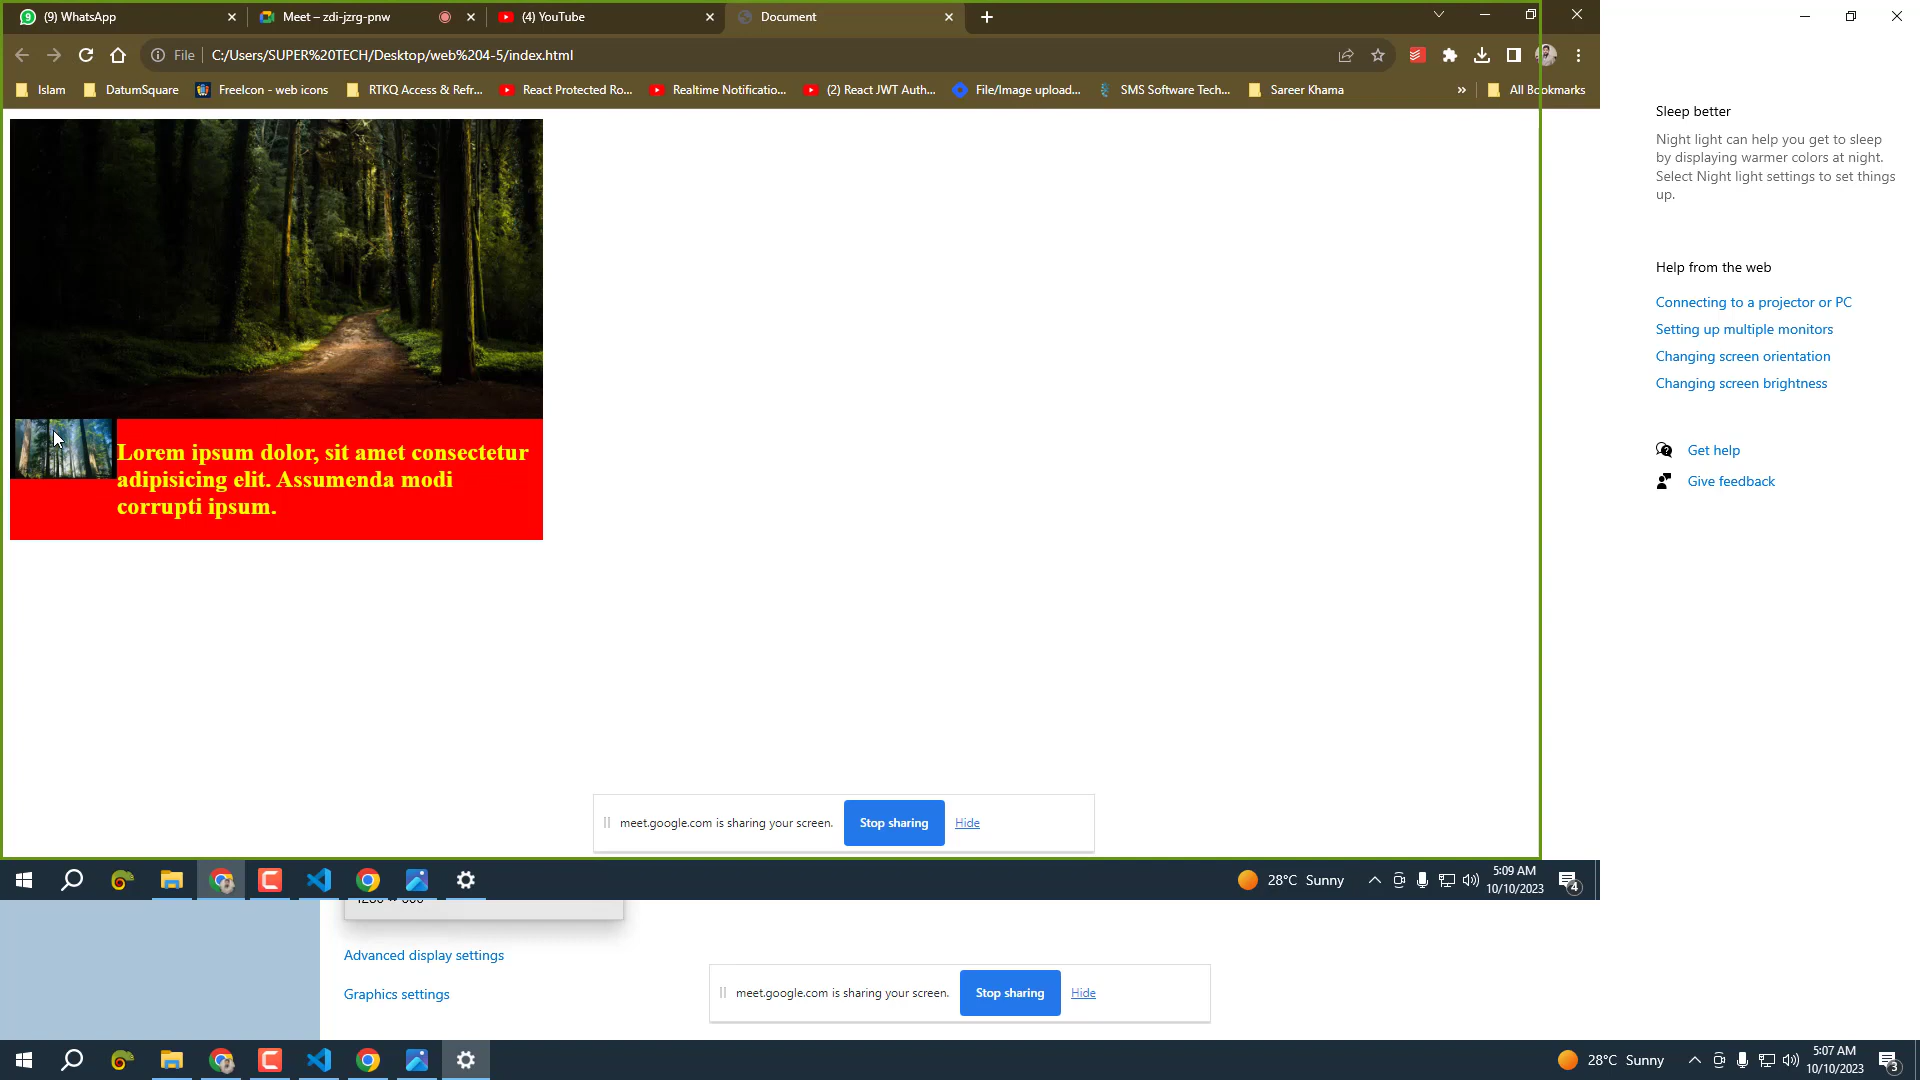 (9) WhatsApp
Meet – zdi-jzrg-pnw
(4) YouTube
Document
File
C:/Users/SUPER%20TECH/Desktop/web%204-5/index.html
Islam
DatumSquare
FreeIcon - web icons
RTKQ Access & Refr...
React Protected Ro...
Realtime Notificatio...
(2) React JWT Auth...
File/Image upload...
SMS Software Tech...
Sareer Khama
»
All Bookmarks
Lorem ipsum dolor, sit amet consectetur
adipisicing elit. Assumenda modi
corrupti ipsum.
Sleep better
Night light can help you get to sleep
by displaying warmer colors at night.
Select Night light settings to set things
up.
Help from the web
Connecting to a projector or PC
Setting up multiple monitors
Changing screen orientation
Changing screen brightness
Get help
Give feedback
meet.google.com is sharing your screen.
Stop sharing
Hide
28°C Sunny
5:09 AM
10/10/2023
4
Advanced display settings
Graphics settings
meet.google.com is sharing your screen.
Stop sharing
Hide
28°C Sunny
5:07 AM
10/10/2023
3